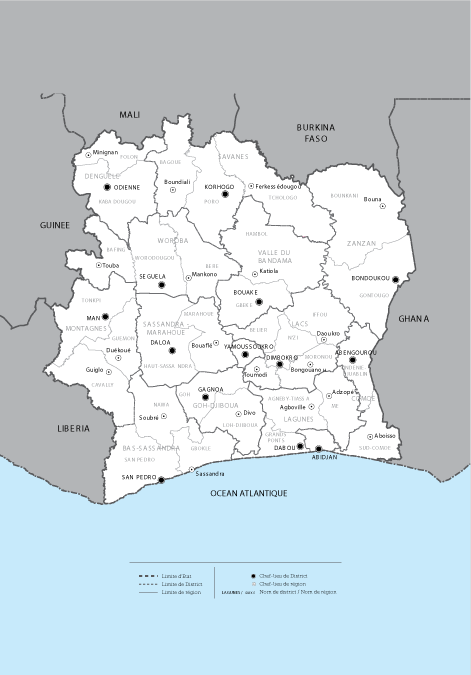 MALI
BURKINA
FASO
GUINEE
GHANA
LIBERIA
OCEAN ATLANTIQUE
Minignan
FOLON
DENGUELE
ODIENNE
KABADOUGOU
BAGOUE
Boundiali
SAVANES
KORHOGO
PORO
Ferkessédougou
TCHOLOGO
BOUNKANI
Bouna
ZANZAN
BONDOUKOU
GONTOUGO
BAFING
Touba
WOROBA
WORODOUGOU
BERE
SEGUELA
Mankono
HAMBOL
VALLE DU
BANDAMA
Katiola
BOUAKE
GBEKE
TONKPI
MAN
MONTAGNES
GUEMON
Duékoué
Guiglo
CAVALLY
MARAHOUE
SASSANDRA
MARAHOUE
DALOA
Bouaflé
HAUT-SASSANDRA
BELIER
YAMOUSSOUKRO
Toumodi
IFFOU
LACS
N'ZI
Daoukro
DIMBOKRO
MORONOU
Bongouanou
ABENGOUROU
INDENIE
DJUABLIN
COMOE
NAWA
Soubré
GOH
GAGNOA
GOH-DJIBOUA
Divo
LOH-DJIBOUA
AGNEBY-TIASSA
Agboville
LAGUNES
Adzopé
ME
GRANDS
PONTS
DABOU
ABIDJAN
Aboisso
SUD-COMOE
BAS-SASSANDRA
SAN PEDRO
GBOKLE
SAN PEDRO
Sassandra
Limite d'Etat
Limite de District
Limite de région
Chef-lieu de District
Chef-lieu de région
LAGUNES / Nom de district / Nom de région